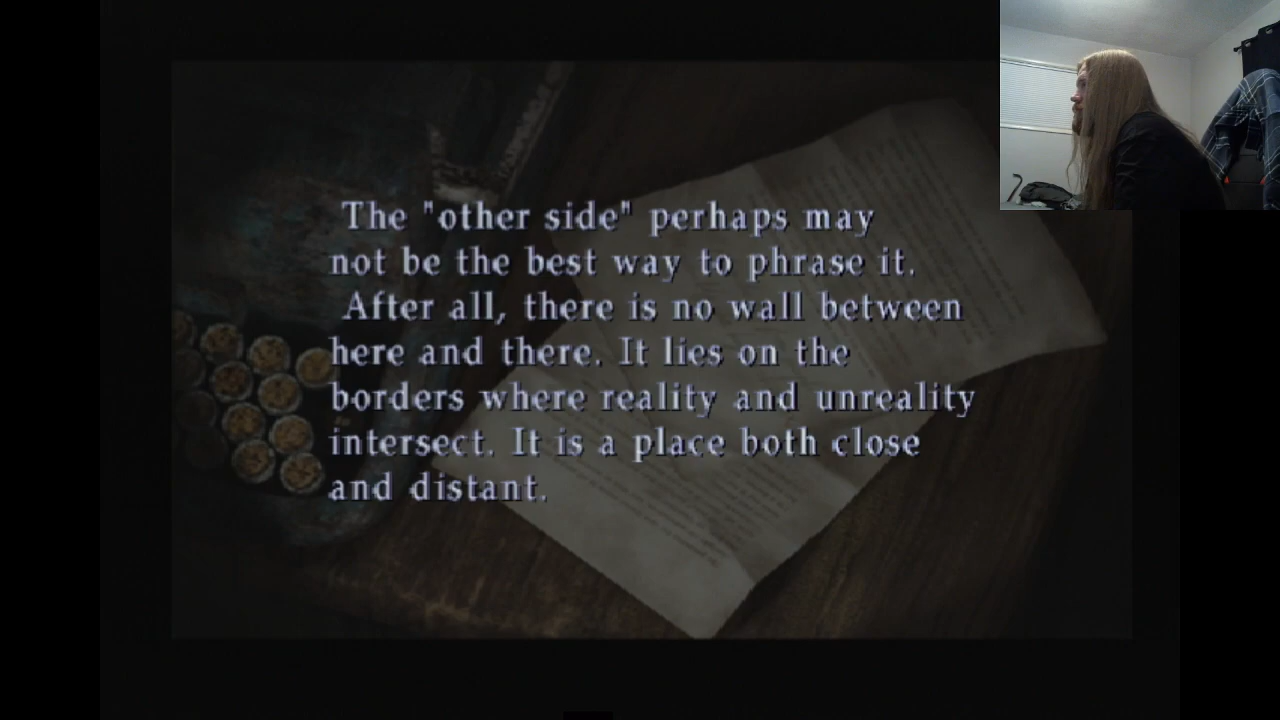 The "other side" perhaps may
not be the best way to phrase it.
After all, there is no wall between
here and there. It lies on the
borders where reality and unreality
intersect. It is a place both close
and distant.